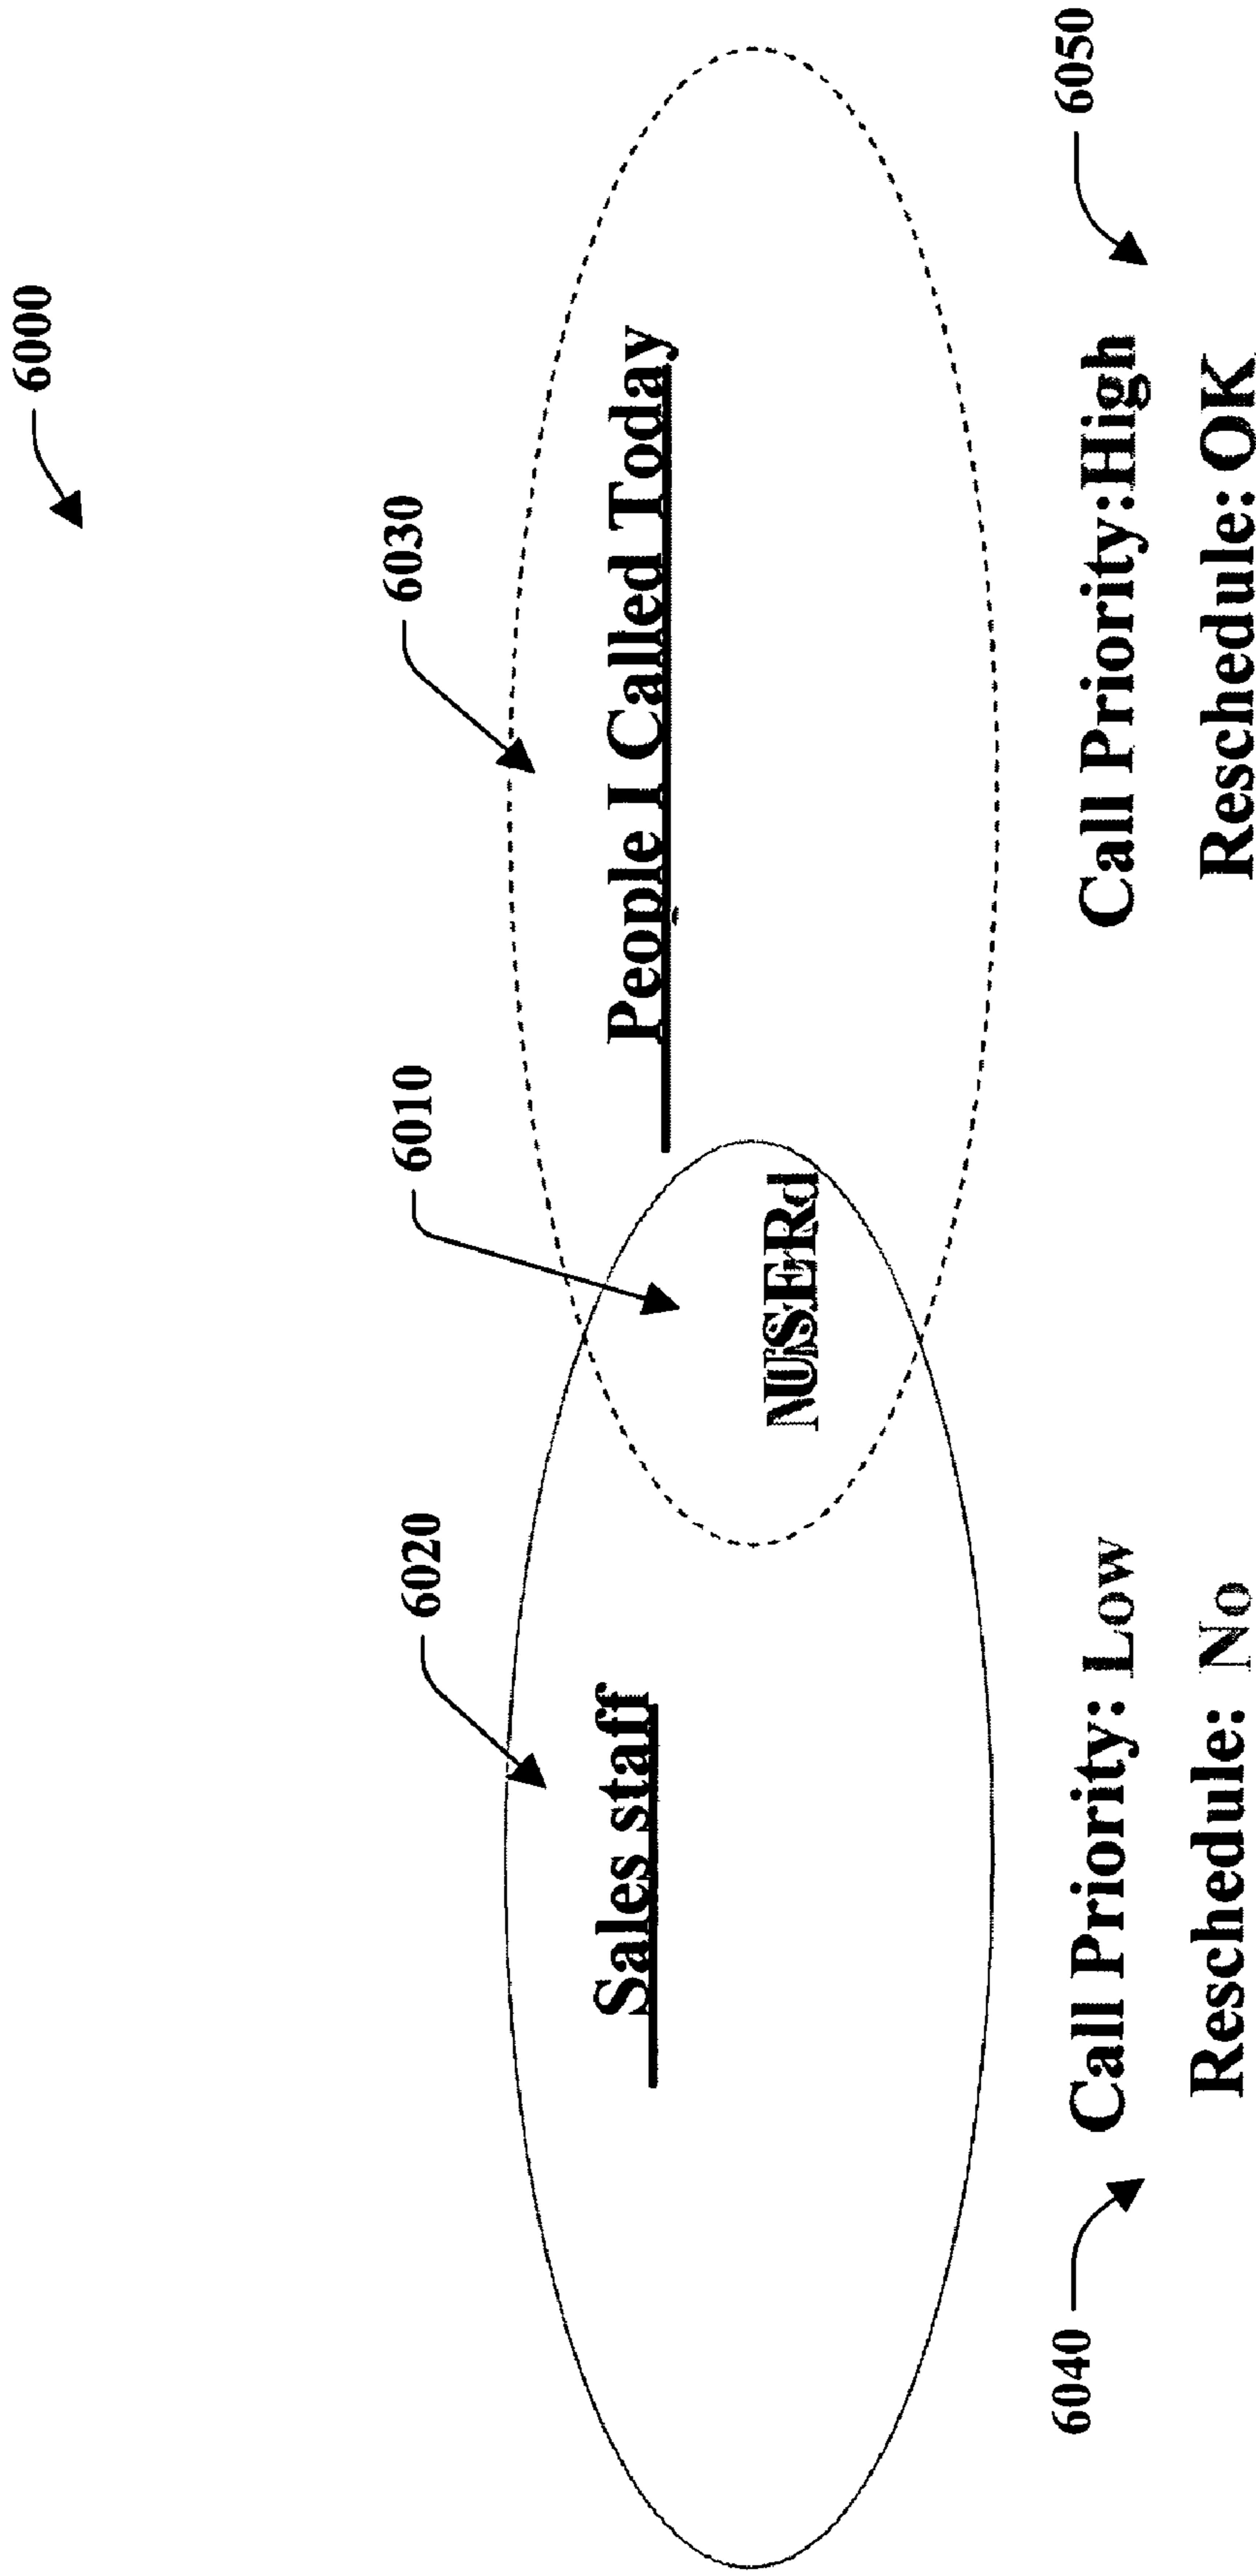 6000
6030
6010
6020
People I Called Today
Sales staff
6050
Call Priority: Low
Call Priority:High
Reschedule: No
Reschedule: OK
6040